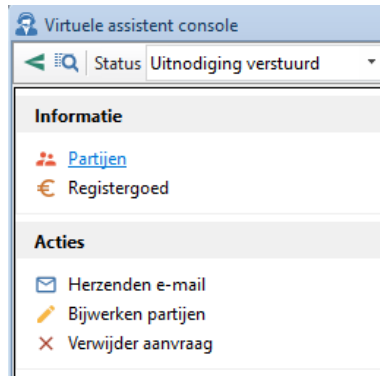 Virtuele assistent console
Status Uitnodiging verstuurd
Informatie
Partijen
Registergoed
Acties
Herzenden e-mail
Bijwerken partijen
Verwijder aanvraag